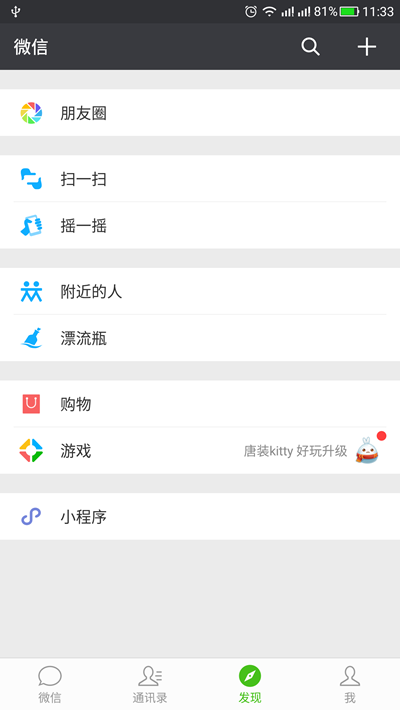 81% 11:33
微信
朋友圈
扫一扫
摇一摇
附近的人
漂流瓶
购物
游戏 唐装kitty 好玩升级
小程序
微信 通讯录 发现 我